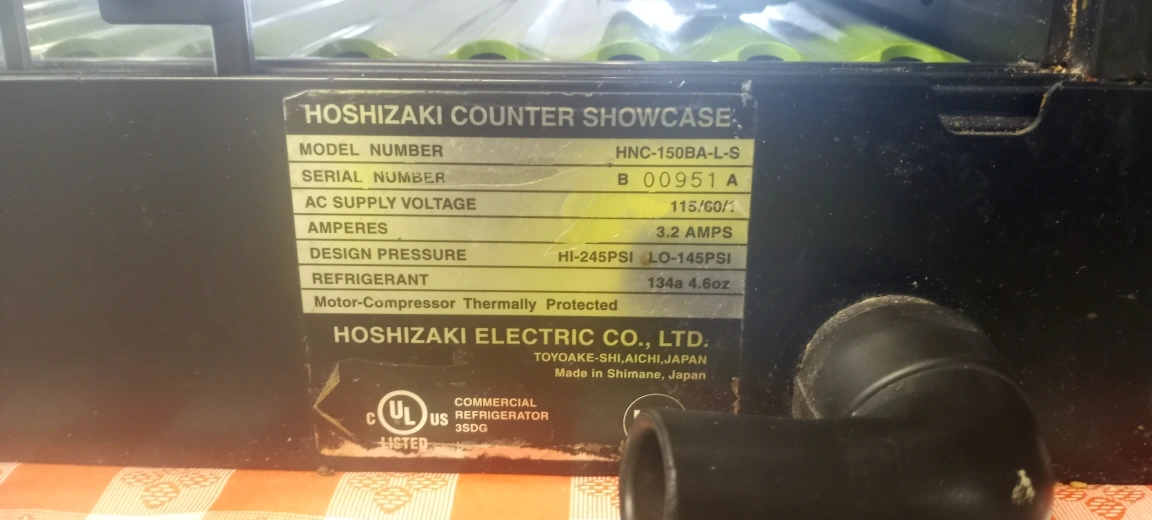 HOSHIZAKI COUNTER SHOWCASE
MODEL NUMBER HNC-150BA-L-S
SERIAL NUMBER B 00951 A
AC SUPPLY VOLTAGE 115/60/1
AMPERES 3.2 AMPS
DESIGN PRESSURE HI-245PSI LO-145PSI
REFRIGERANT 134a 4.6oz
Motor-Compressor Thermally Protected
HOSHIZAKI ELECTRIC CO., LTD.
TOYOAKE-SHI,AICHI,JAPAN
Made in Shimane, Japan
C UL US
LISTED
COMMERCIAL
REFRIGERATOR
3SDG